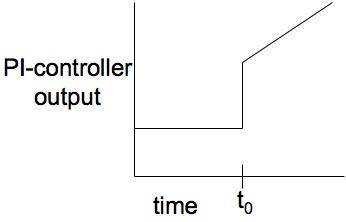 PI-controller
output
time
t₀